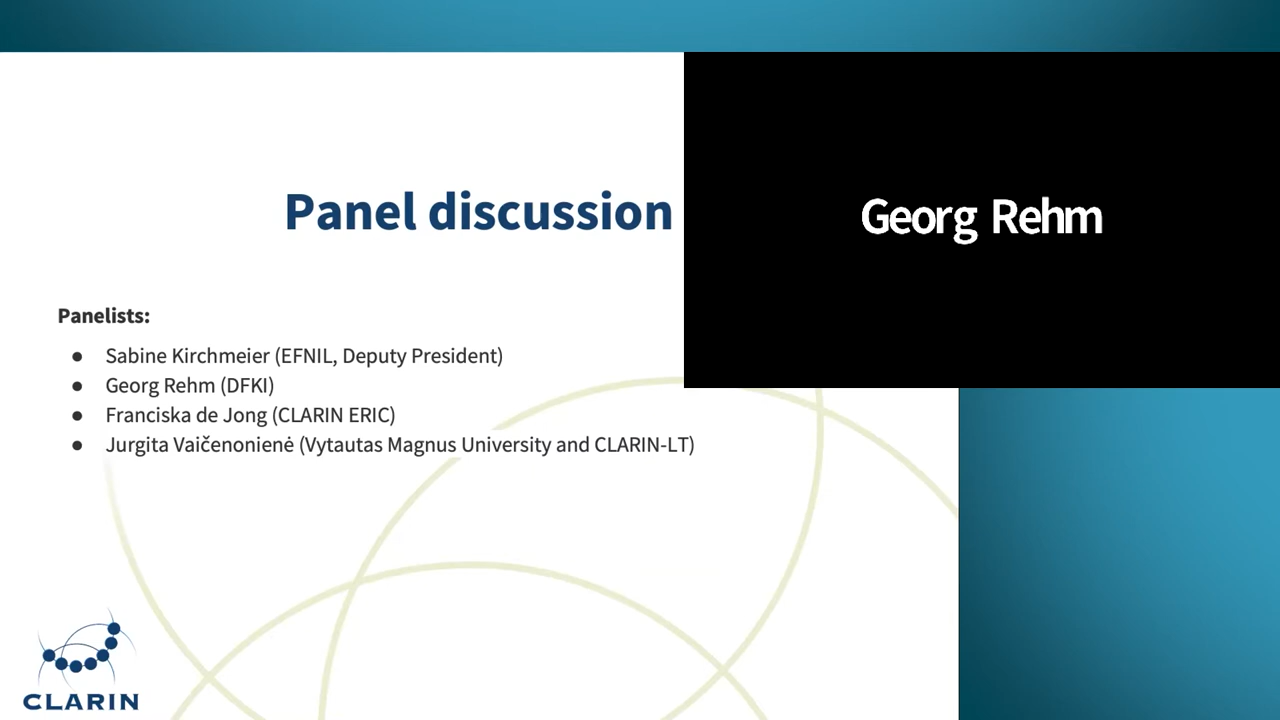 Panel discussion
Georg Rehm
Panelists:
● Sabine Kirchmeier (EFNIL, Deputy President)
● Georg Rehm (DFKI)
● Franciska de Jong (CLARIN ERIC)
● Jurgita Vaičenonienė (Vytautas Magnus University and CLARIN-LT)
CLARIN